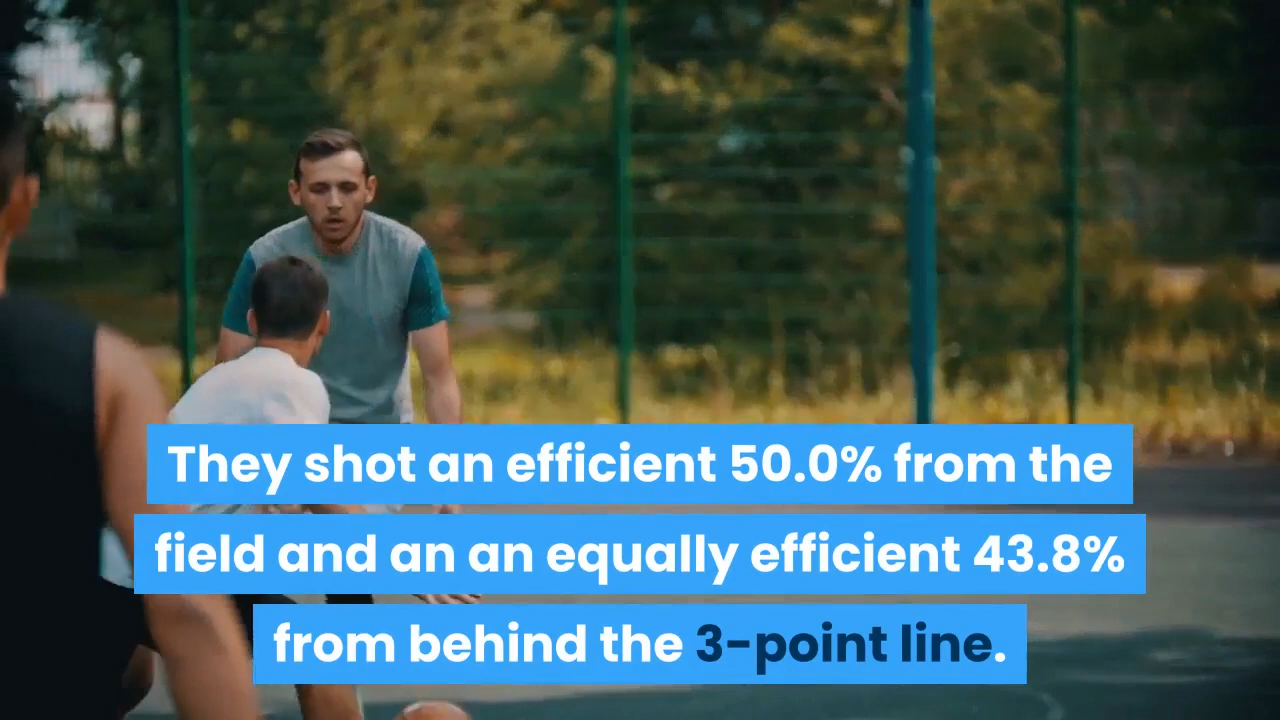 They shot an efficient 50.0% from the
field and an an equally efficient 43.8%
from behind the 3-point line.